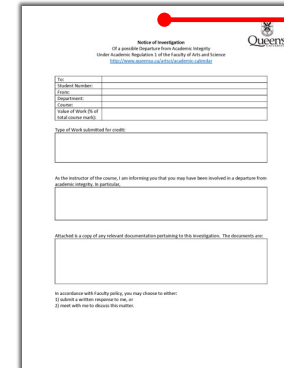 Queen's
Notice of Investigation
Of a possible Departure from Academic Integrity
Under Academic Regulation 1 of the Faculty of Arts and Science
http://www.queensu.ca/artsci/academic-calendar
To:
Student Number:
From:
Department:
Course:
Value of Work (% of
total course mark):
Type of Work submitted for credit:
As the instructor of the course, I am informing you that you may have been involved in a departure from
academic integrity. In particular,
Attached is a copy of any relevant documentation pertaining to this investigation. The documents are:
In accordance with Faculty policy, you may choose to either:
1) submit a written response to me, or
2) meet with me to discuss this matter.